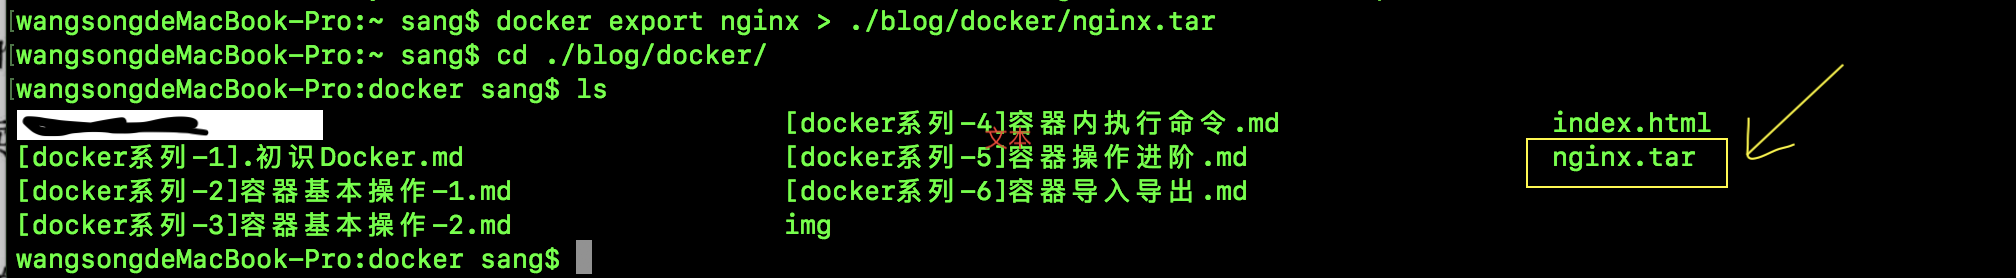 [wangsongdeMacBook-Pro:~ sang$ docker export nginx > ./blog/docker/nginx.tar
[wangsongdeMacBook-Pro:~ sang$ cd ./blog/docker/
[wangsongdeMacBook-Pro:docker sang$ ls
[docker系列-4]容器内执行命令.md index.html
文本
[docker系列-1].初识Docker.md [docker系列-5]容器操作进阶.md nginx.tar
[docker系列-2]容器基本操作-1.md [docker系列-6]容器导入导出.md
[docker系列-3]容器基本操作-2.md img
wangsongdeMacBook-Pro:docker sang$